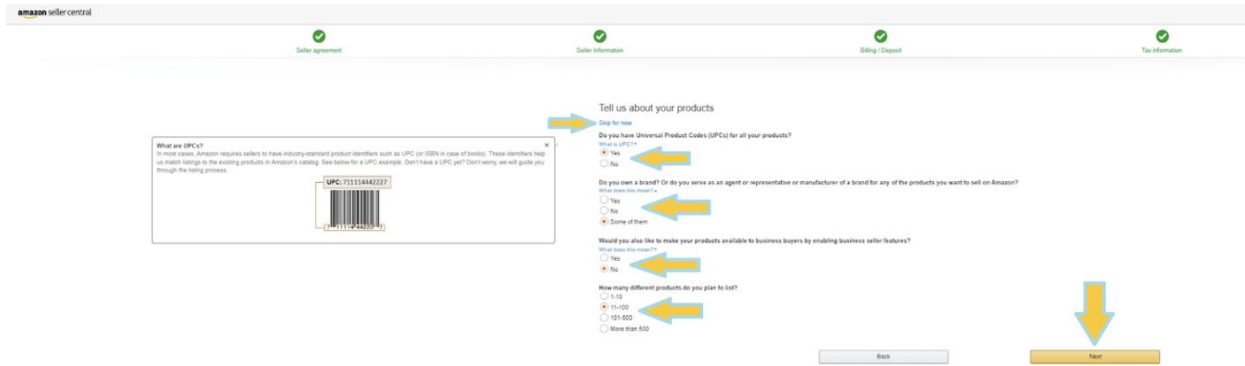 amazon seller central
Seller agreement
Seller Information
Billing / Deposit
Tax information
Tell us about your products
Skip for now
Do you have Universal Product Codes (UPCs) for all your products?
What is UPC?
Yes
No
What are UPCs?
In most cases, Amazon requires sellers to have industry-standard product identifiers such as UPC (or ISBN in case of books). These identifiers help
us match listings to the existing products in Amazon's catalog. See below for a UPC example. Don't have a UPC yet? Don't worry, we will guide you
through the listing process.
UPC: 711114442227
7 11114 44222 7
Do you own a brand? Or do you serve as an agent or representative or manufacturer of a brand for any of the products you want to sell on Amazon?
What does this mean?
Yes
No
Some of them
Would you also like to make your products available to business buyers by enabling business seller features?
What does this mean?
Yes
No
How many different products do you plan to list?
1-10
11-100
101-500
More than 500
Back
Next